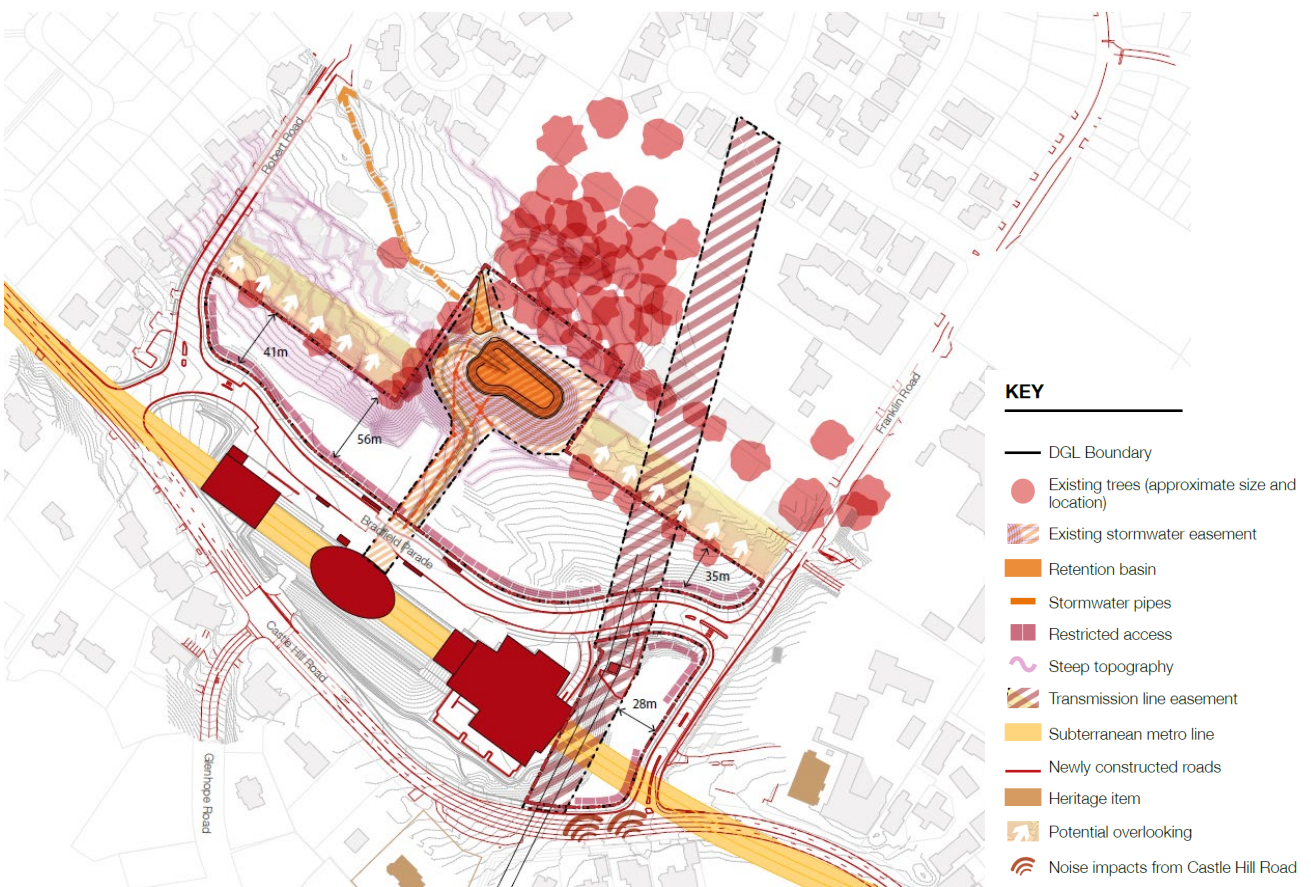 Robert Road
41m
56m
Bradfield Parade
Franklin Road
35m
28m
Castle Hill Road
Glenhope Road
KEY
DGL Boundary
Existing trees (approximate size and
location)
Existing stormwater easement
Retention basin
Stormwater pipes
Restricted access
Steep topography
Transmission line easement
Subterranean metro line
Newly constructed roads
Heritage item
Potential overlooking
Noise impacts from Castle Hill Road